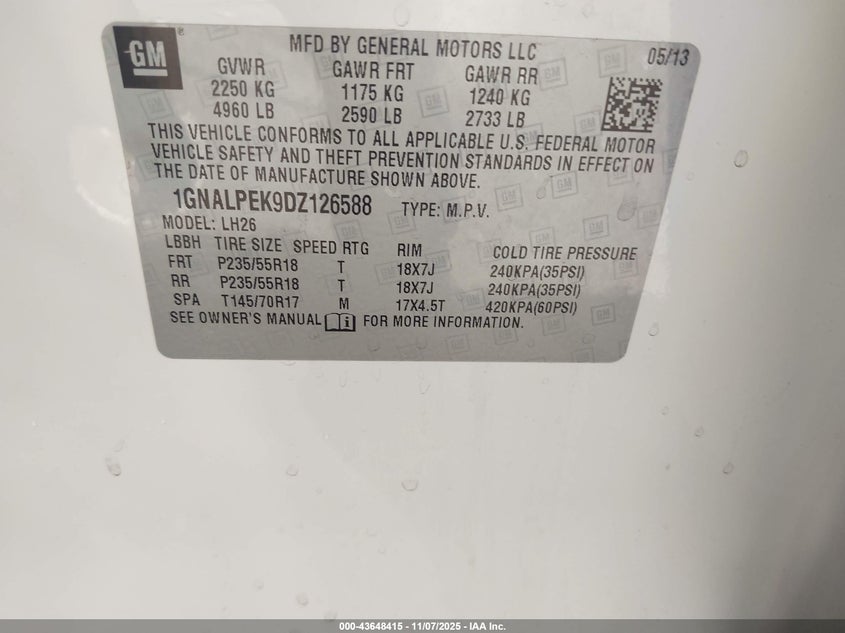 GM ®
MFD BY GENERAL MOTORS LLC 05/13
GVWR GAWR FRT GAWR RR
2250 KG 1175 KG 1240 KG
4960 LB 2590 LB 2733 LB
THIS VEHICLE CONFORMS TO ALL APPLICABLE U.S. FEDERAL MOTOR
VEHICLE SAFETY AND THEFT PREVENTION STANDARDS IN EFFECT ON
THE DATE OF MANUFACTURE SHOWN ABOVE.
1GNALPEK9DZ126588 TYPE: M.P.V.
MODEL: LH26
LBBH TIRE SIZE SPEED RTG RIM COLD TIRE PRESSURE
FRT P235/55R18 T 18X7J 240KPA(35PSI)
RR P235/55R18 T 18X7J 240KPA(35PSI)
SPA T145/70R17 M 17X4.5T 420KPA(60PSI)
SEE OWNER'S MANUAL FOR MORE INFORMATION.
000-43648415 - 11/07/2025 - IAA Inc.